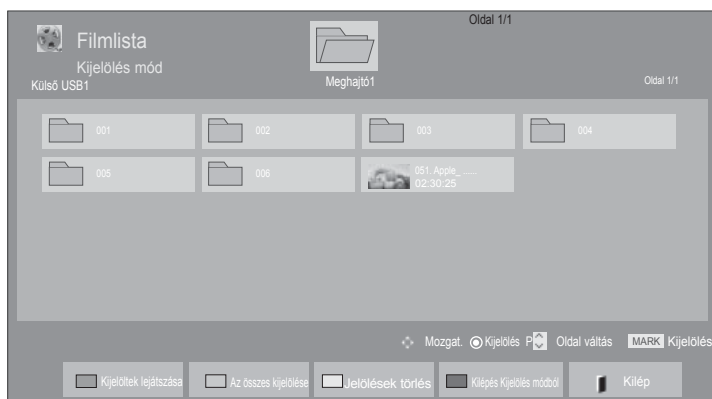 Oldal 1/1
Filmlista
Kijelölés mód
Külső USB1
Meghajtó1
Oldal 1/1
001
002
003
004
005
006
051. Apple_ ......
02:30:25
Mozgat. Kijelölés P Oldal váltás MARK Kijelölés
Kijelöltek lejátszása
Az összes kijelölése
Jelölések törlés
Kilépés Kijelölés módból
Kilép